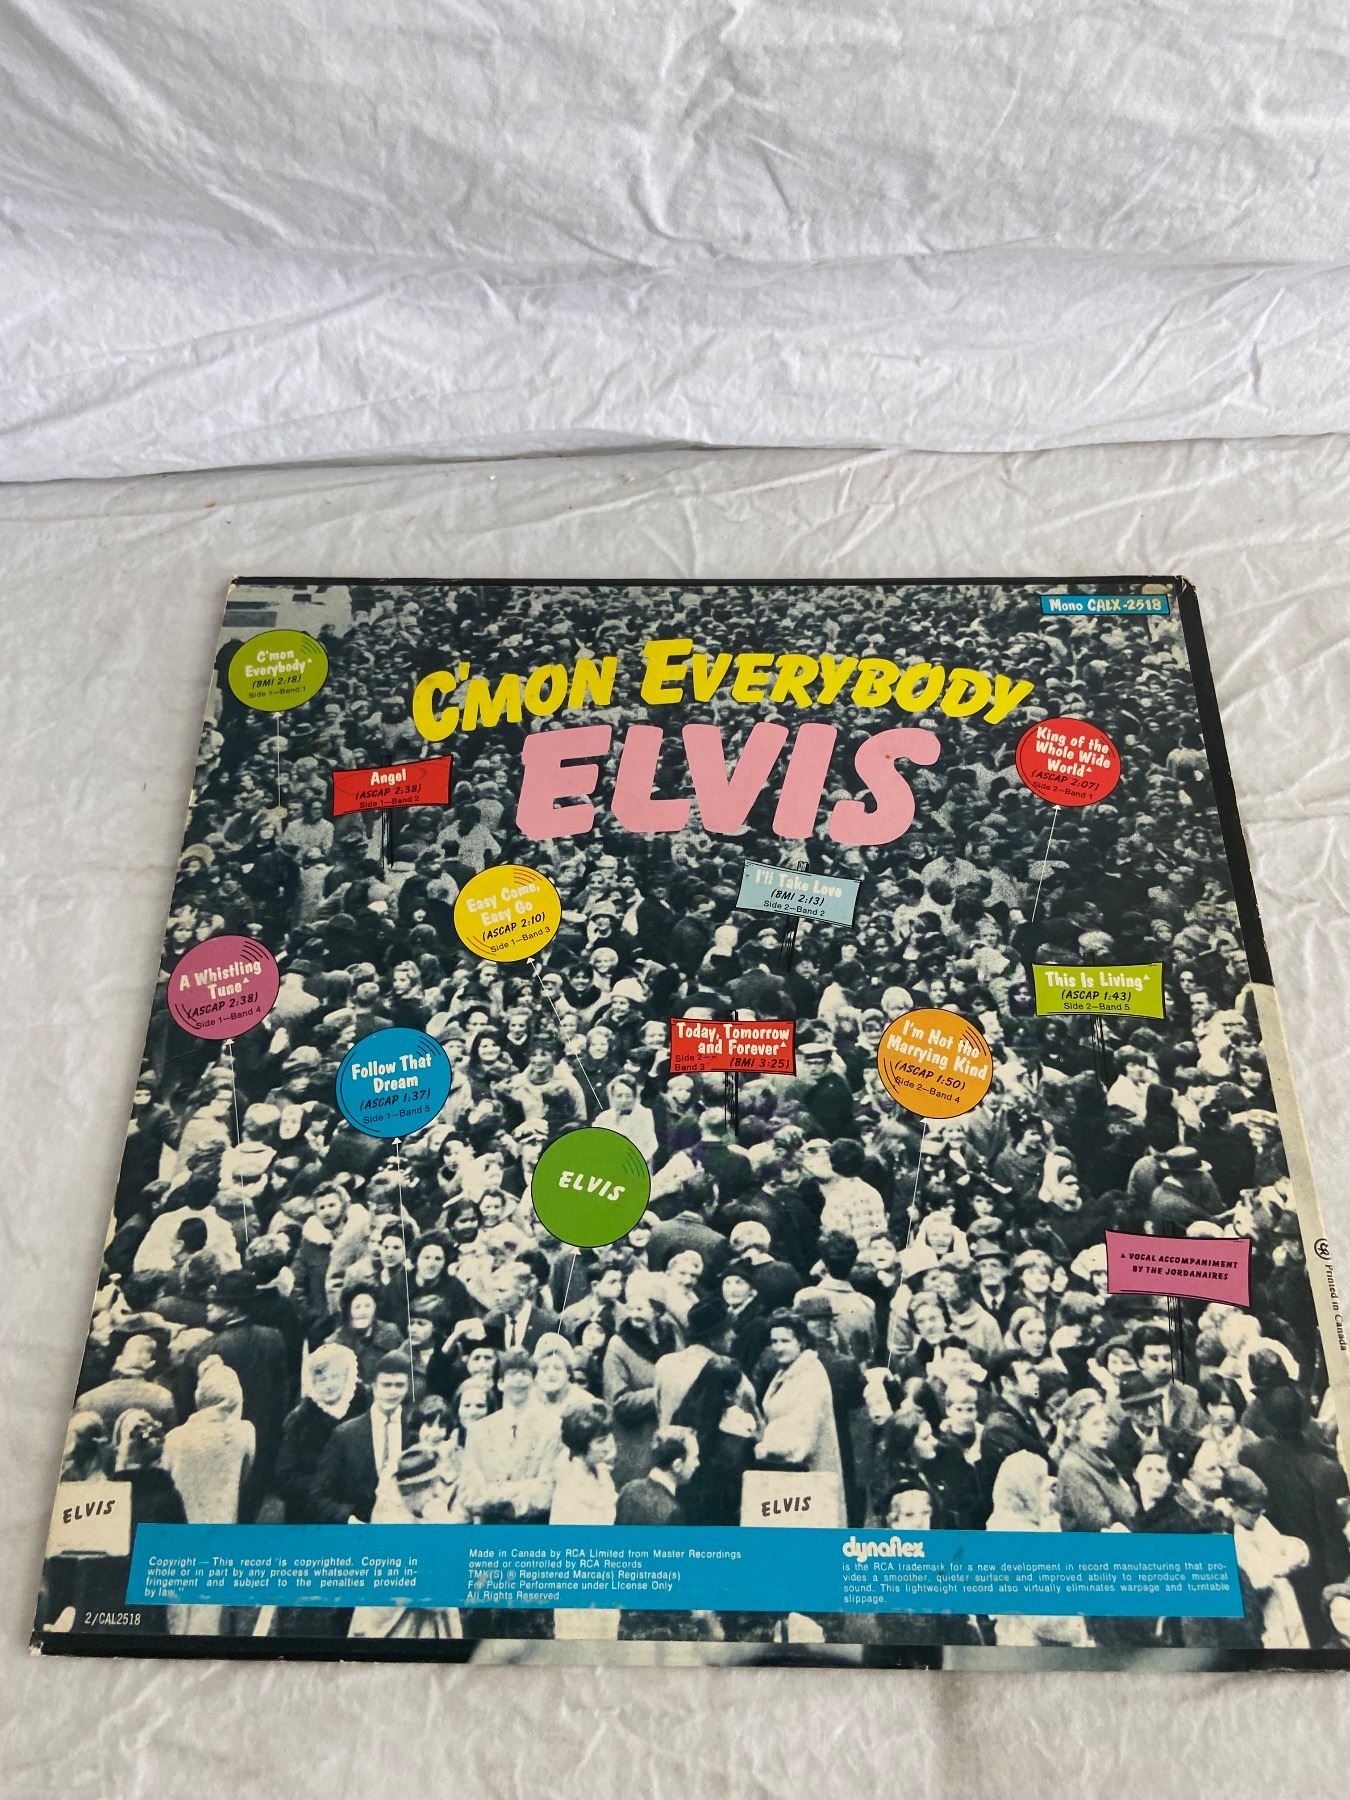 Mono CALX-2518
C'MON EVERYBODY
ELVIS
C'mon
Everybody▲
(BMI 2:18)
Side 1—Band 1
Angel
(ASCAP 2:38)
Side 1—Band 2
Easy Come,
Easy Go
(ASCAP 2:10)
Side 1—Band 3
A Whistling
Tune▲
(ASCAP 2:38)
Side 1—Band 4
Follow That
Dream
(ASCAP 1:37)
Side 1—Band 5
King of the
Whole Wide
World▲
(ASCAP 2:07)
Side 2—Band 1
I'll Take Love
(BMI 2:13)
Side 2—Band 2
Today, Tomorrow
and Forever▲
Side 2—
Band 3 (BMI 3:25)
I'm Not the
Marrying Kind
(ASCAP 1:50)
Side 2—Band 4
This Is Living▲
(ASCAP 1:43)
Side 2—Band 5
ELVIS
▲ VOCAL ACCOMPANIMENT
BY THE JORDANAIRES
Printed in Canada
ELVIS
ELVIS
Copyright — This record is copyrighted. Copying in
whole or in part by any process whatsoever is an in-
fringement and subject to the penalties provided
by law."
Made in Canada by RCA Limited from Master Recordings
owned or controlled by RCA Records
TMK(S) ® Registered Marca(s) Registrada(s)
For Public Performance under License Only
All Rights Reserved
dynaflex
is the RCA trademark for a new development in record manufacturing that pro-
vides a smoother, quieter surface and improved ability to reproduce musical
sound. This lightweight record also virtually eliminates warpage and turntable
slippage.
2/CAL2518